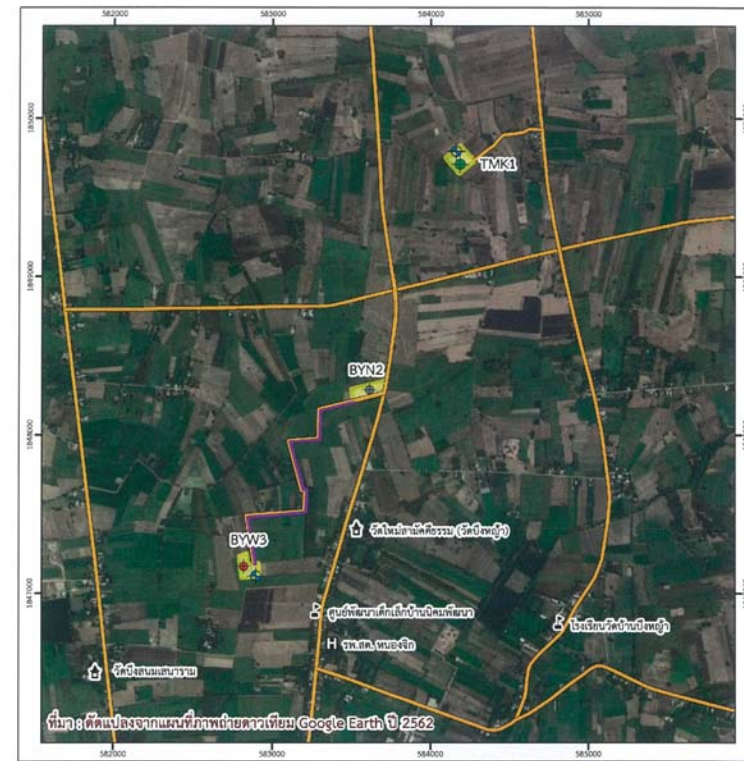 582000 583000 584000 585000
1850000
TMK1
1849000
BYN2
1848000
วัดใหม่สามัคคีธรรม (วัดบึงหญ้า)
BYW3
1847000
ศูนย์พัฒนาเด็กเล็กบ้านนิคมพัฒนา
โรงเรียนวัดบ้านบึงหญ้า
H รพ.สต. หนองจิก
วัดบึงสนมเสนาราม
ที่มา : ดัดแปลงจากแผนที่ภาพถ่ายดาวเทียม Google Earth ปี 2562
582000 583000 584000 585000